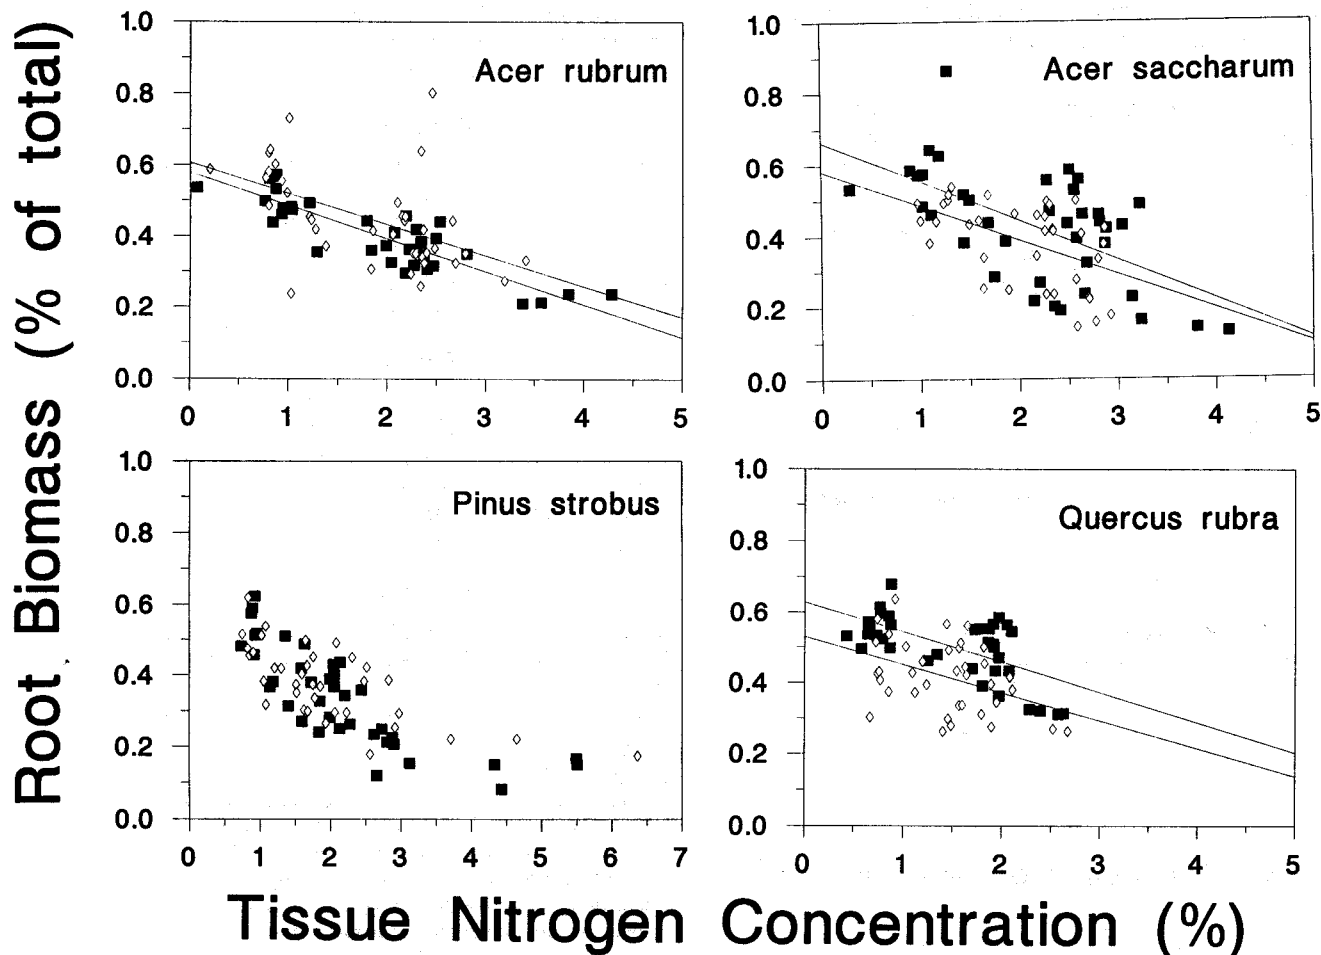 Root Biomass (% of total)
1.0
0.8
0.6
0.4
0.2
0.0
0 1 2 3 4 5
Acer rubrum
1.0
0.8
0.6
0.4
0.2
0.0
0 1 2 3 4 5
Acer saccharum
1.0
0.8
0.6
0.4
0.2
0.0
0 1 2 3 4 5 6 7
Pinus strobus
1.0
0.8
0.6
0.4
0.2
0.0
0 1 2 3 4 5
Quercus rubra
Tissue Nitrogen Concentration (%)